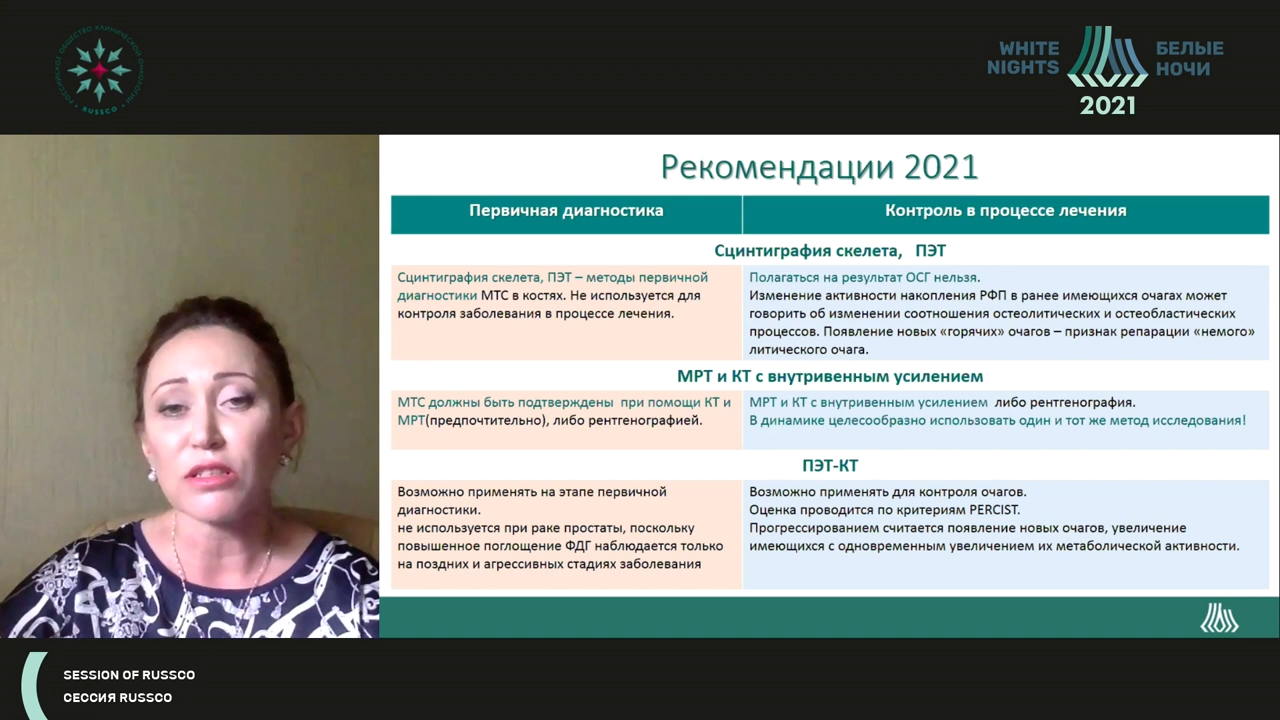 РОССИЙСКОЕ ОБЩЕСТВО КЛИНИЧЕСКОЙ ОНКОЛОГИИ
RUSSCO
WHITE
NIGHTS
БЕЛЫЕ
НОЧИ
2021
Рекомендации 2021
Первичная диагностика
Контроль в процессе лечения
Сцинтиграфия скелета, ПЭТ
Сцинтиграфия скелета, ПЭТ – методы первичной
диагностики МТС в костях. Не используется для
контроля заболевания в процессе лечения.
Полагаться на результат ОСГ нельзя.
Изменение активности накопления РФП в ранее имеющихся очагах может
говорить об изменении соотношения остеолитических и остеобластических
процессов. Появление новых «горячих» очагов – признак репарации «немого»
литического очага.
МРТ и КТ с внутривенным усилением
МТС должны быть подтверждены при помощи КТ и
МРТ(предпочтительно), либо рентгенографией.
МРТ и КТ с внутривенным усилением либо рентгенография.
В динамике целесообразно использовать один и тот же метод исследования!
ПЭТ-КТ
Возможно применять на этапе первичной
диагностики.
не используется при раке простаты, поскольку
повышенное поглощение ФДГ наблюдается только
на поздних и агрессивных стадиях заболевания
Возможно применять для контроля очагов.
Оценка проводится по критериям PERCIST.
Прогрессированием считается появление новых очагов, увеличение
имеющихся с одновременным увеличением их метаболической активности.
SESSION OF RUSSCO
СЕССИЯ RUSSCO